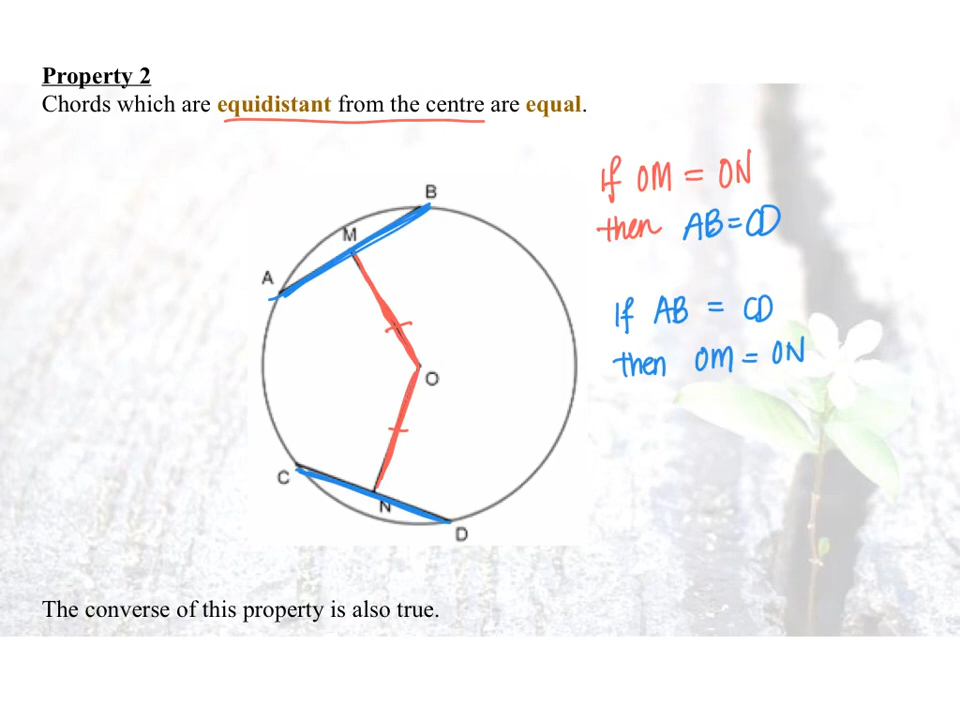 Property 2
Chords which are equidistant from the centre are equal.
If OM = ON
then AB = CD
B
M
A
If AB = CD
then OM = ON
O
C
N
D
The converse of this property is also true.